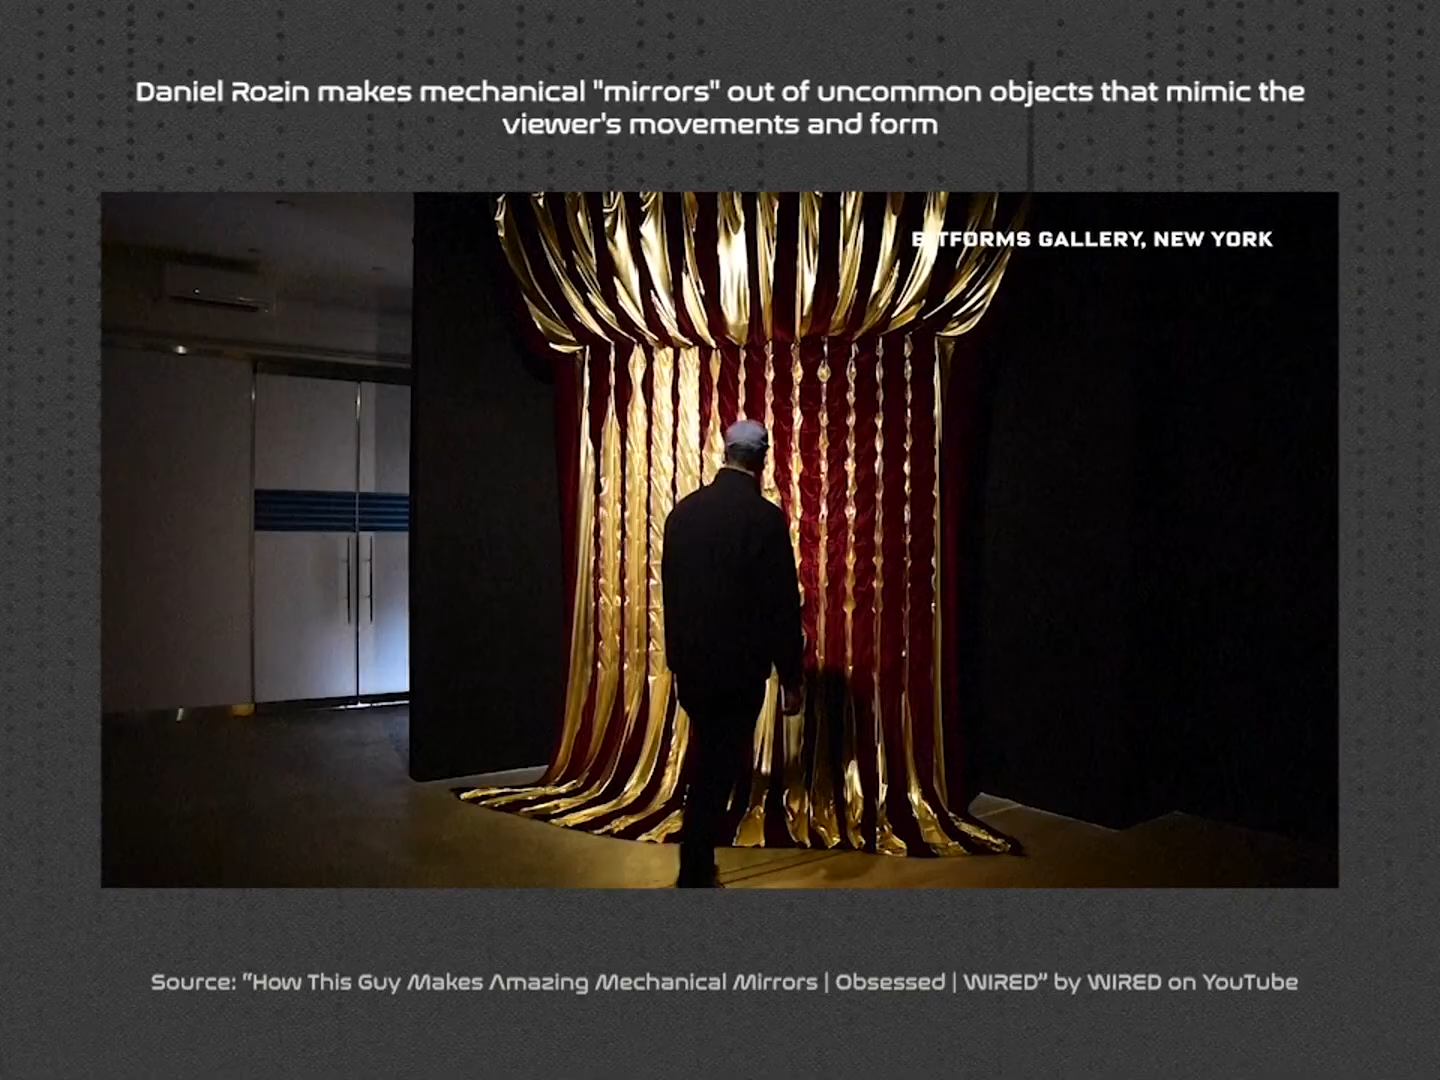 Daniel Rozin makes mechanical "mirrors" out of uncommon objects that mimic the
viewer's movements and form
BITFORMS GALLERY, NEW YORK
Source: “How This Guy Makes Amazing Mechanical Mirrors | Obsessed | WIRED” by WIRED on YouTube